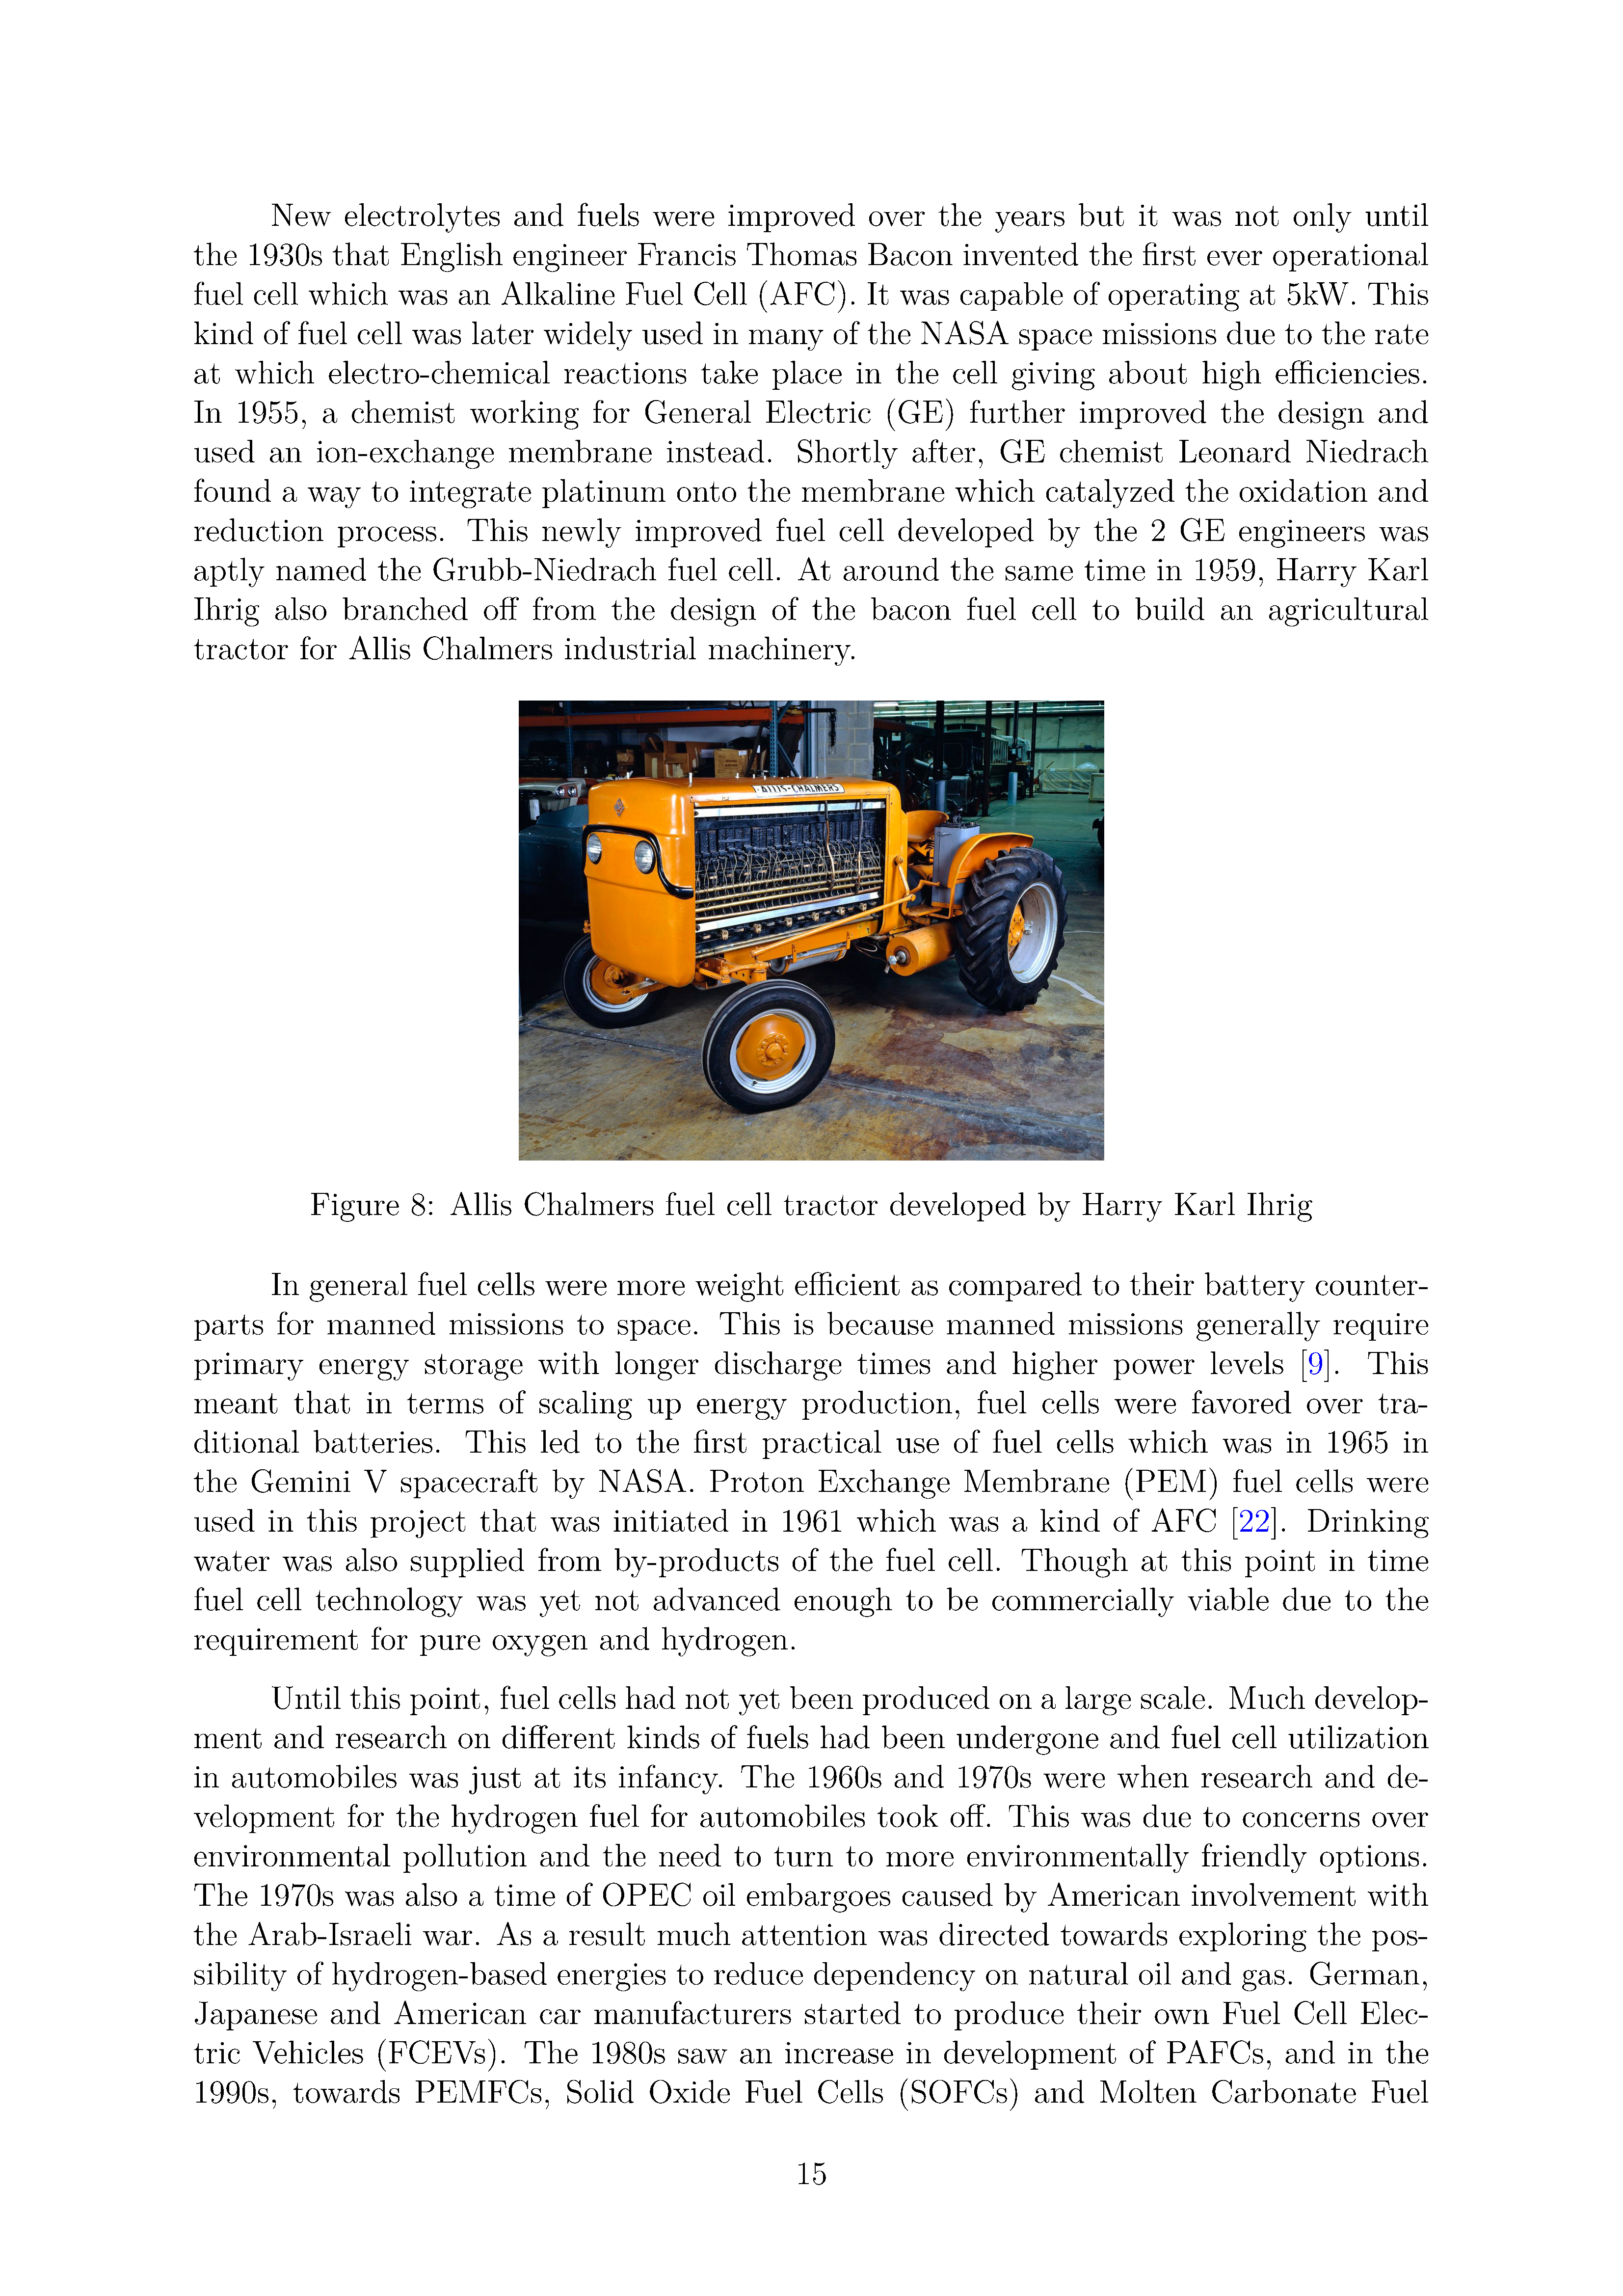 New electrolytes and fuels were improved over the years but it was not only until
the 1930s that English engineer Francis Thomas Bacon invented the first ever operational
fuel cell which was an Alkaline Fuel Cell (AFC). It was capable of operating at 5kW. This
kind of fuel cell was later widely used in many of the NASA space missions due to the rate
at which electro-chemical reactions take place in the cell giving about high efficiencies.
In 1955, a chemist working for General Electric (GE) further improved the design and
used an ion-exchange membrane instead. Shortly after, GE chemist Leonard Niedrach
found a way to integrate platinum onto the membrane which catalyzed the oxidation and
reduction process. This newly improved fuel cell developed by the 2 GE engineers was
aptly named the Grubb-Niedrach fuel cell. At around the same time in 1959, Harry Karl
Ihrig also branched off from the design of the bacon fuel cell to build an agricultural
tractor for Allis Chalmers industrial machinery.
ALLIS-CHALMERS
Figure 8: Allis Chalmers fuel cell tractor developed by Harry Karl Ihrig
In general fuel cells were more weight efficient as compared to their battery counter-
parts for manned missions to space. This is because manned missions generally require
primary energy storage with longer discharge times and higher power levels [9]. This
meant that in terms of scaling up energy production, fuel cells were favored over tra-
ditional batteries. This led to the first practical use of fuel cells which was in 1965 in
the Gemini V spacecraft by NASA. Proton Exchange Membrane (PEM) fuel cells were
used in this project that was initiated in 1961 which was a kind of AFC [22]. Drinking
water was also supplied from by-products of the fuel cell. Though at this point in time
fuel cell technology was yet not advanced enough to be commercially viable due to the
requirement for pure oxygen and hydrogen.
Until this point, fuel cells had not yet been produced on a large scale. Much develop-
ment and research on different kinds of fuels had been undergone and fuel cell utilization
in automobiles was just at its infancy. The 1960s and 1970s were when research and de-
velopment for the hydrogen fuel for automobiles took off. This was due to concerns over
environmental pollution and the need to turn to more environmentally friendly options.
The 1970s was also a time of OPEC oil embargoes caused by American involvement with
the Arab-Israeli war. As a result much attention was directed towards exploring the pos-
sibility of hydrogen-based energies to reduce dependency on natural oil and gas. German,
Japanese and American car manufacturers started to produce their own Fuel Cell Elec-
tric Vehicles (FCEVs). The 1980s saw an increase in development of PAFCs, and in the
1990s, towards PEMFCs, Solid Oxide Fuel Cells (SOFCs) and Molten Carbonate Fuel
15